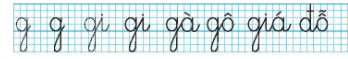 g g gi gi gà gô giá đỗ